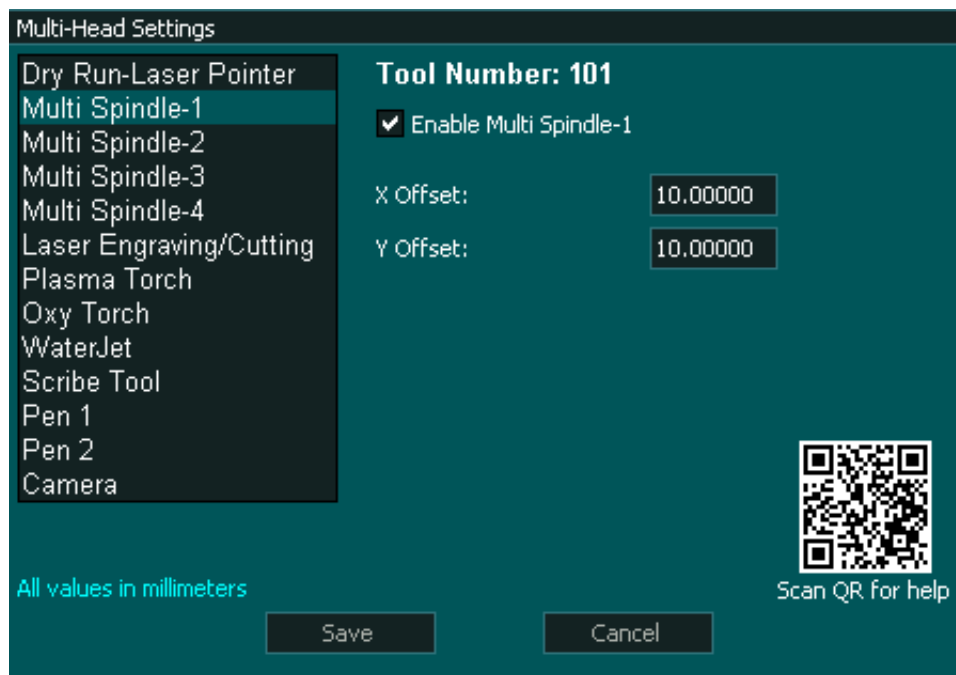 Multi-Head Settings
Dry Run-Laser Pointer
Multi Spindle-1
Multi Spindle-2
Multi Spindle-3
Multi Spindle-4
Laser Engraving/Cutting
Plasma Torch
Oxy Torch
WaterJet
Scribe Tool
Pen 1
Pen 2
Camera
Tool Number: 101
Enable Multi Spindle-1
X Offset: 10.00000
Y Offset: 10.00000
Scan QR for help
All values in millimeters
Save Cancel